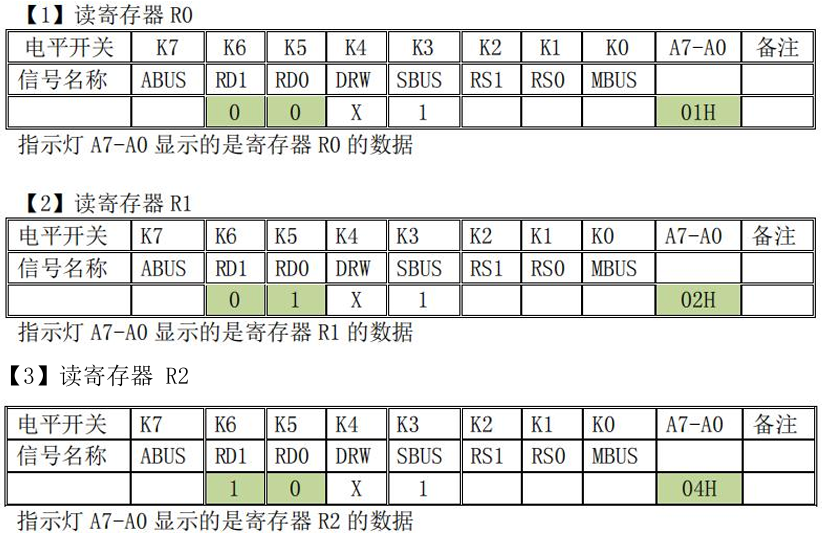 【1】读寄存器 R0
电平开关 K7 K6 K5 K4 K3 K2 K1 K0 A7-A0 备注
信号名称 ABUS RD1 RD0 DRW SBUS RS1 RS0 MBUS
0 0 X 1 01H
指示灯 A7-A0 显示的是寄存器 R0 的数据
【2】读寄存器 R1
电平开关 K7 K6 K5 K4 K3 K2 K1 K0 A7-A0 备注
信号名称 ABUS RD1 RD0 DRW SBUS RS1 RS0 MBUS
0 1 X 1 02H
指示灯 A7-A0 显示的是寄存器 R1 的数据
【3】读寄存器 R2
电平开关 K7 K6 K5 K4 K3 K2 K1 K0 A7-A0 备注
信号名称 ABUS RD1 RD0 DRW SBUS RS1 RS0 MBUS
1 0 X 1 04H
指示灯 A7-A0 显示的是寄存器 R2 的数据